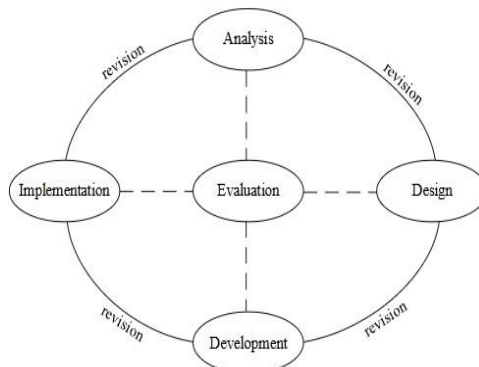 Analysis
revision
revision
Implementation
Evaluation
Design
revision
revision
Development